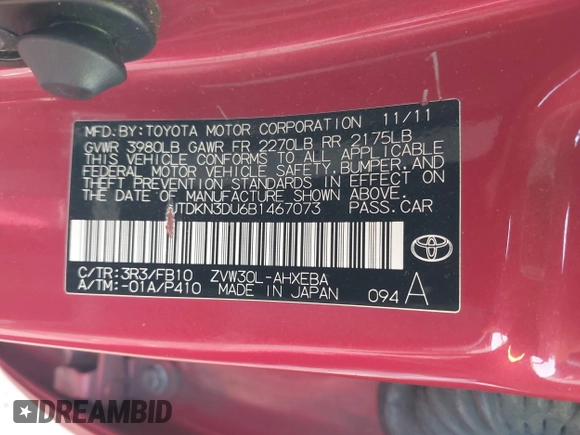 MFD. BY: TOYOTA MOTOR CORPORATION 11/11
GVWR 3980LB GAWR FR 2270LB RR 2175LB
THIS VEHICLE CONFORMS TO ALL APPLICABLE
FEDERAL MOTOR VEHICLE SAFETY, BUMPER, AND
THEFT PREVENTION STANDARDS IN EFFECT ON
THE DATE OF MANUFACTURE SHOWN ABOVE.
JTDKN3DU6B1467073 PASS. CAR
C/TR: 3R3/FB10 ZVW30L-AHXEBA
A/TM: -01A/P410 MADE IN JAPAN 094 A
DREAMBID